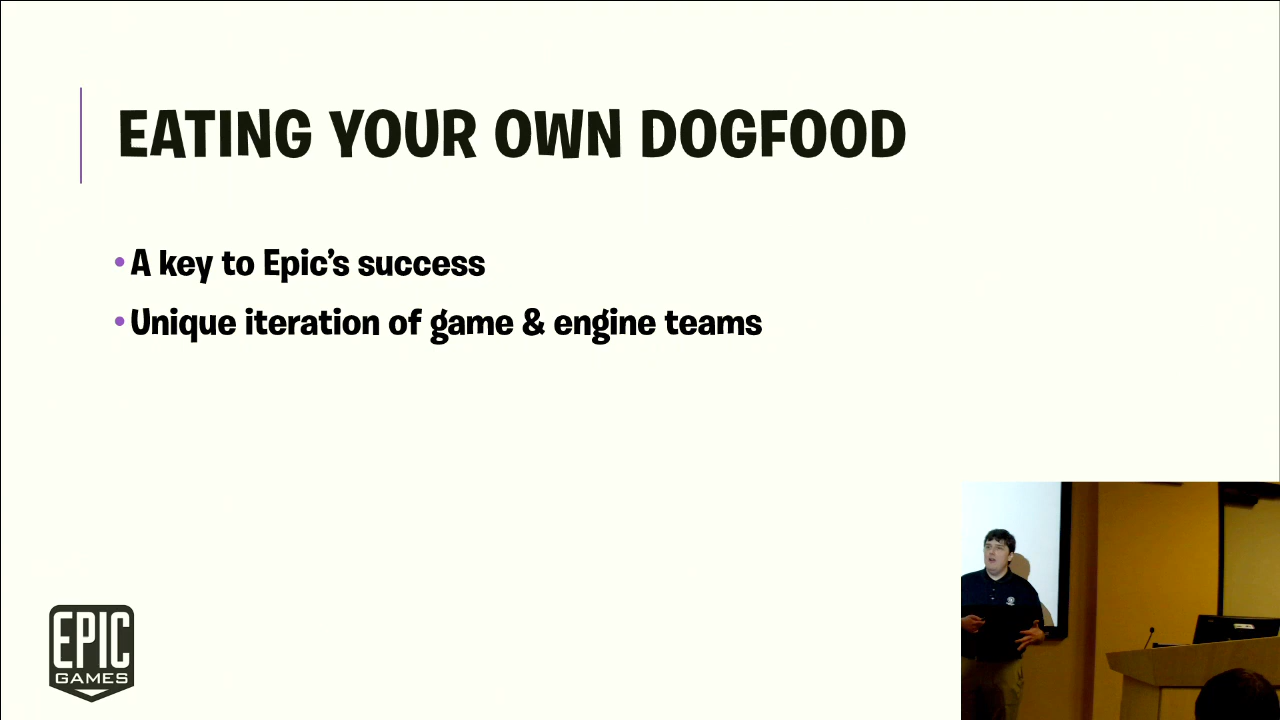 EATING YOUR OWN DOGFOOD
•A key to Epic's success
•Unique iteration of game & engine teams
EPIC
GAMES